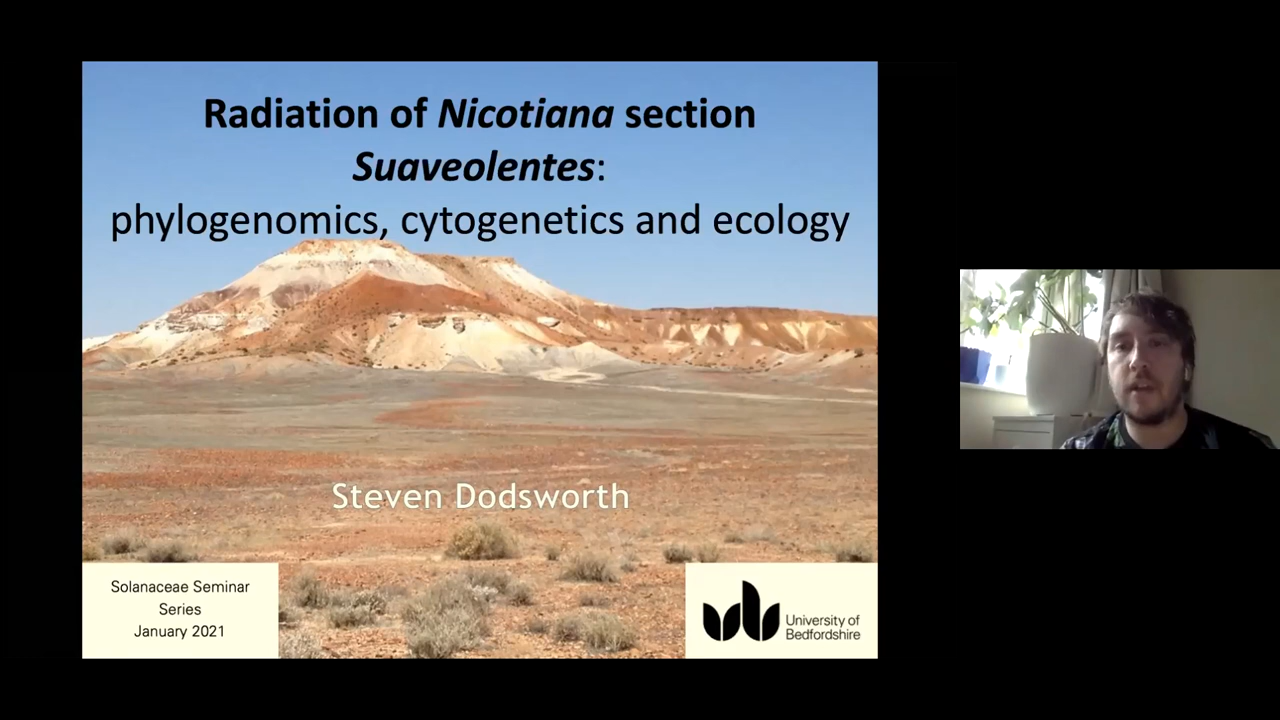 Radiation of Nicotiana section
Suaveolentes:
phylogenomics, cytogenetics and ecology
Steven Dodsworth
Solanaceae Seminar
Series
January 2021
University of
Bedfordshire